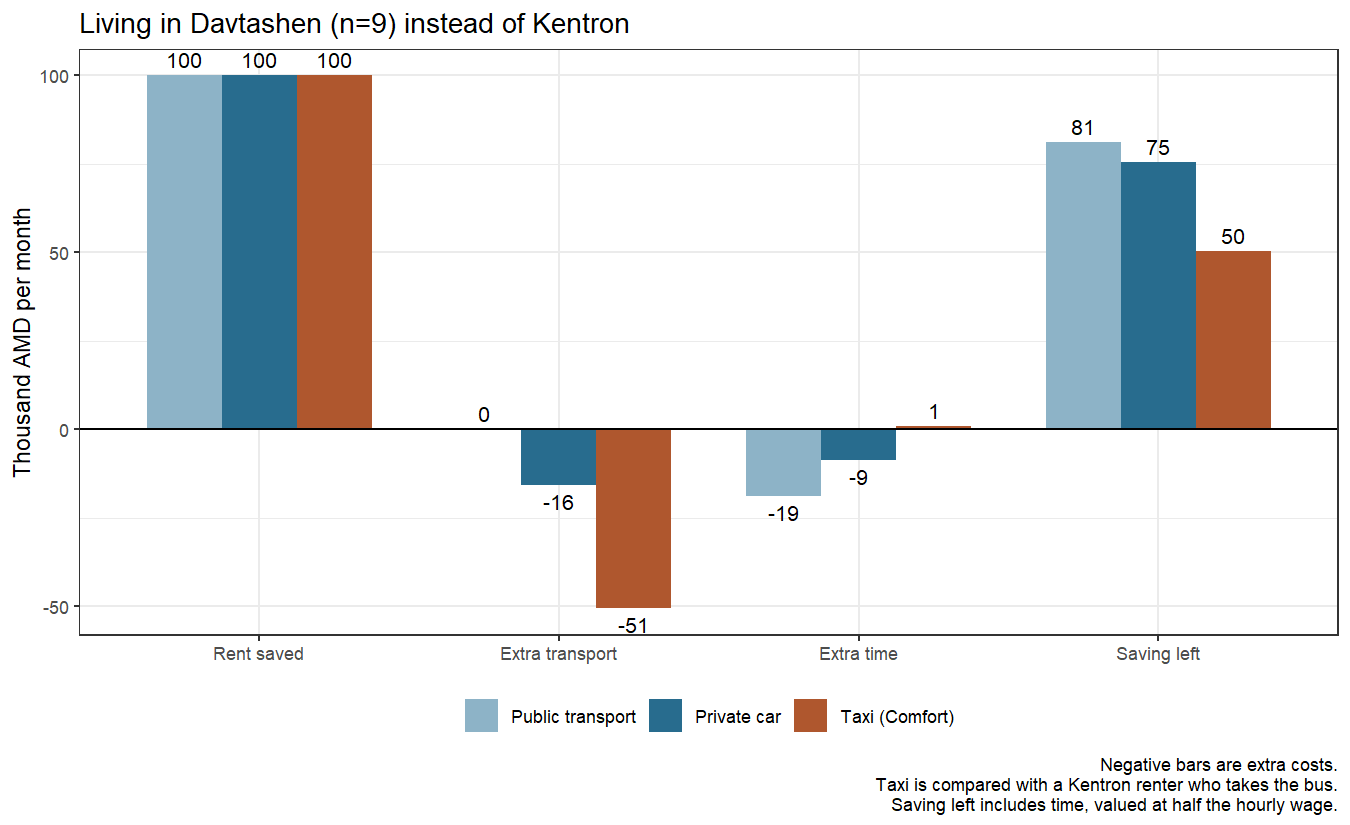 Living in Davtashen (n=9) instead of Kentron
Thousand AMD per month
100
50
0
-50
100 100 100
0
-16
-51
-19
-9
1
81
75
50
Rent saved Extra transport Extra time Saving left
Public transport Private car Taxi (Comfort)
Negative bars are extra costs.
Taxi is compared with a Kentron renter who takes the bus.
Saving left includes time, valued at half the hourly wage.